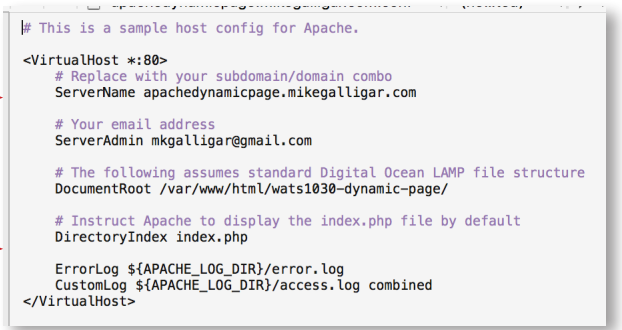 # This is a sample host config for Apache.
<VirtualHost *:80>
# Replace with your subdomain/domain combo
ServerName apachedynamicpage.mikegalligar.com
# Your email address
ServerAdmin mkgalligar@gmail.com
# The following assumes standard Digital Ocean LAMP file structure
DocumentRoot /var/www/html/wats1030-dynamic-page/
# Instruct Apache to display the index.php file by default
DirectoryIndex index.php
ErrorLog ${APACHE_LOG_DIR}/error.log
CustomLog ${APACHE_LOG_DIR}/access.log combined
</VirtualHost>